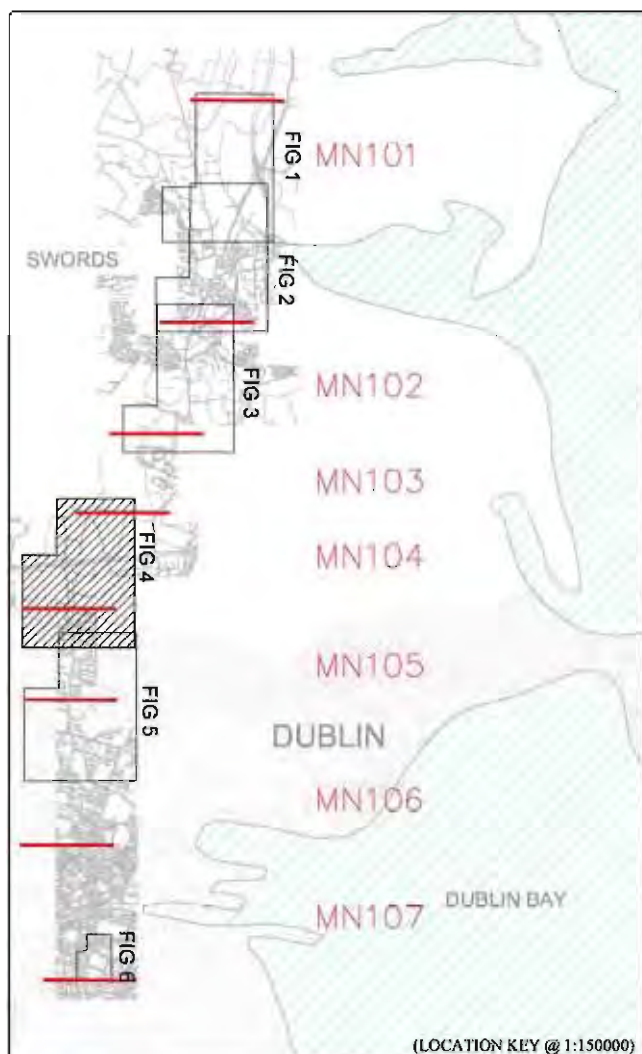 FIG 1
MN101
SWORDS
FIG 2
MN102
FIG 3
MN103
MN104
FIG 4
MN105
FIG 5
DUBLIN
MN106
DUBLIN BAY
MN107
FIG 6
(LOCATION KEY @ 1:150000)